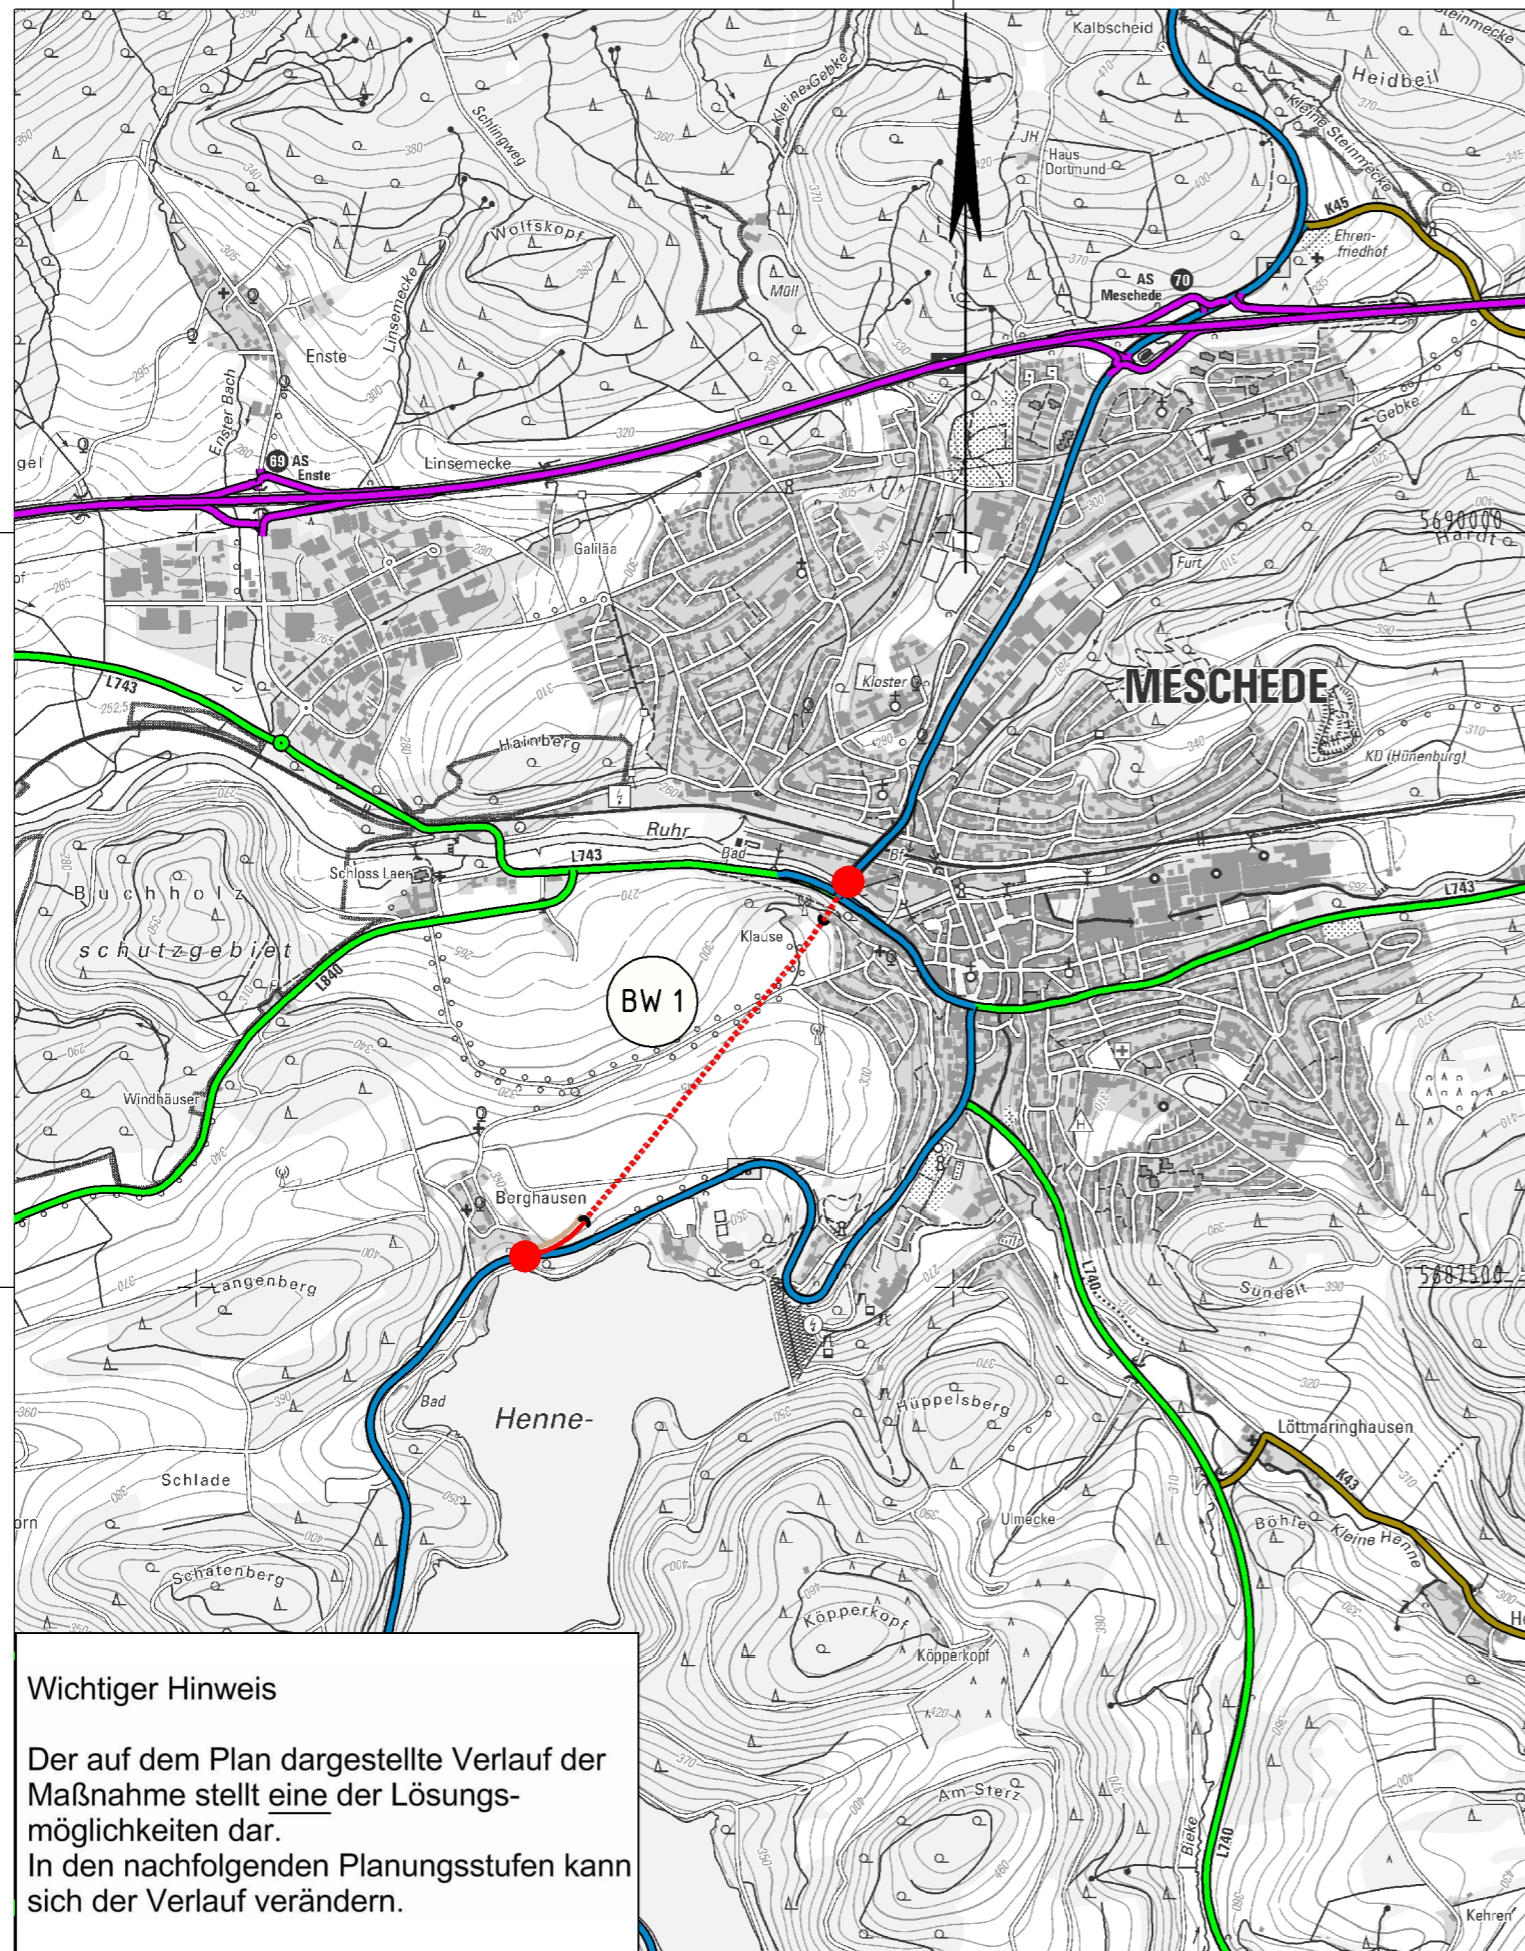 Kalbscheid
Steinmecke
Heidbeil
Kleine Gebke
Schlingweg
Kleine Steinmecke
JH
Haus
Dortmund
K45
Ehren-
friedhof
Wolfskopf
Müll
AS
Meschede
70
Linsemecke
Enste
Enster Bach
69 AS
Enste
Linsemecke
Gebke
5690000
Hardt
Galiläa
Furt
MESCHEDE
Kloster
L743
252,5
Hainberg
KD (Hünenburg)
Ruhr
Bad
Bf
L743
Schloss Laer
L743
Buchholz
schutzgebiet
Klause
L840
BW 1
Windhäuser
Berghausen
H
Langenberg
L740
Sündelt
5687500
Bad
Henne-
Hüppelsberg
Löttmaringhausen
Schlade
K43
Ulmecke
Böhle
Kleine Henne
Schatenberg
Köpperkopf
Köpperkopf
Am Sterz
Bieke
L740
Kehren
Wichtiger Hinweis
Der auf dem Plan dargestellte Verlauf der
Maßnahme stellt eine der Lösungs-
möglichkeiten dar.
In den nachfolgenden Planungsstufen kann
sich der Verlauf verändern.